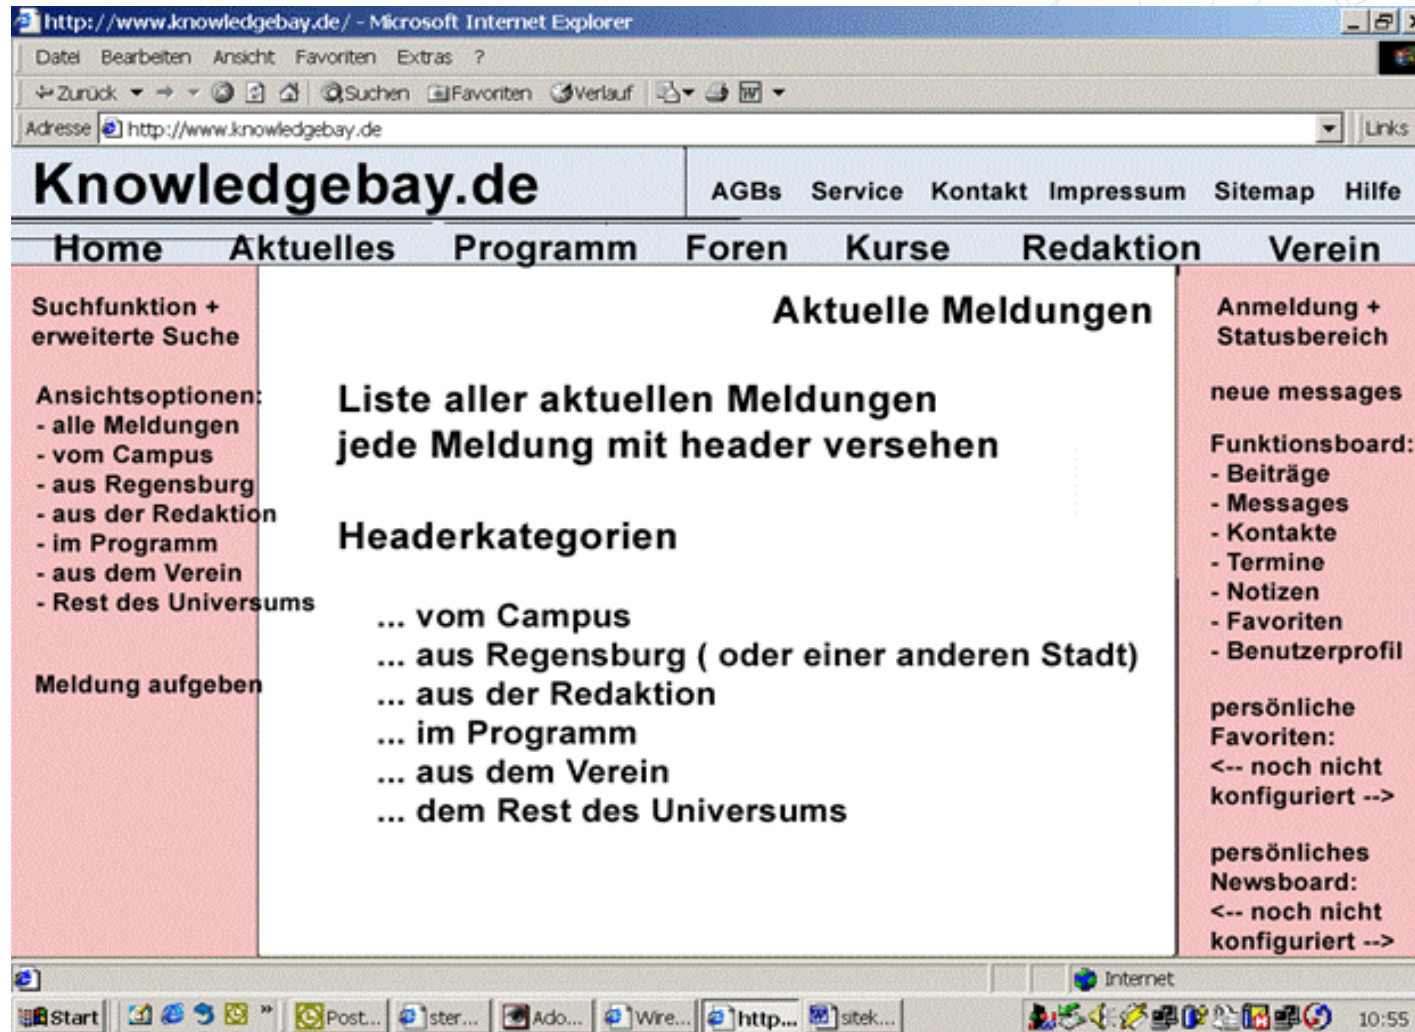 http://www.knowledgebay.de/ - Microsoft Internet Explorer
Datei Bearbeiten Ansicht Favoriten Extras ?
Zurück Suchen Favoriten Verlauf
Adresse http://www.knowledgebay.de Links
Knowledgebay.de
AGBs Service Kontakt Impressum Sitemap Hilfe
Home Aktuelles Programm Foren Kurse Redaktion Verein
Suchfunktion +
erweiterte Suche
Ansichtsoptionen:
- alle Meldungen
- vom Campus
- aus Regensburg
- aus der Redaktion
- im Programm
- aus dem Verein
- Rest des Universums
Meldung aufgeben
Aktuelle Meldungen
Liste aller aktuellen Meldungen
jede Meldung mit header versehen
Headerkategorien
... vom Campus
... aus Regensburg ( oder einer anderen Stadt)
... aus der Redaktion
... im Programm
... aus dem Verein
... dem Rest des Universums
Anmeldung +
Statusbereich
neue messages
Funktionsboard:
- Beiträge
- Messages
- Kontakte
- Termine
- Notizen
- Favoriten
- Benutzerprofil
persönliche
Favoriten:
<-- noch nicht
konfiguriert -->
persönliches
Newsboard:
<-- noch nicht
konfiguriert -->
Internet
Start » Post... ster... Ado... Wire... http... sitek... 10:55